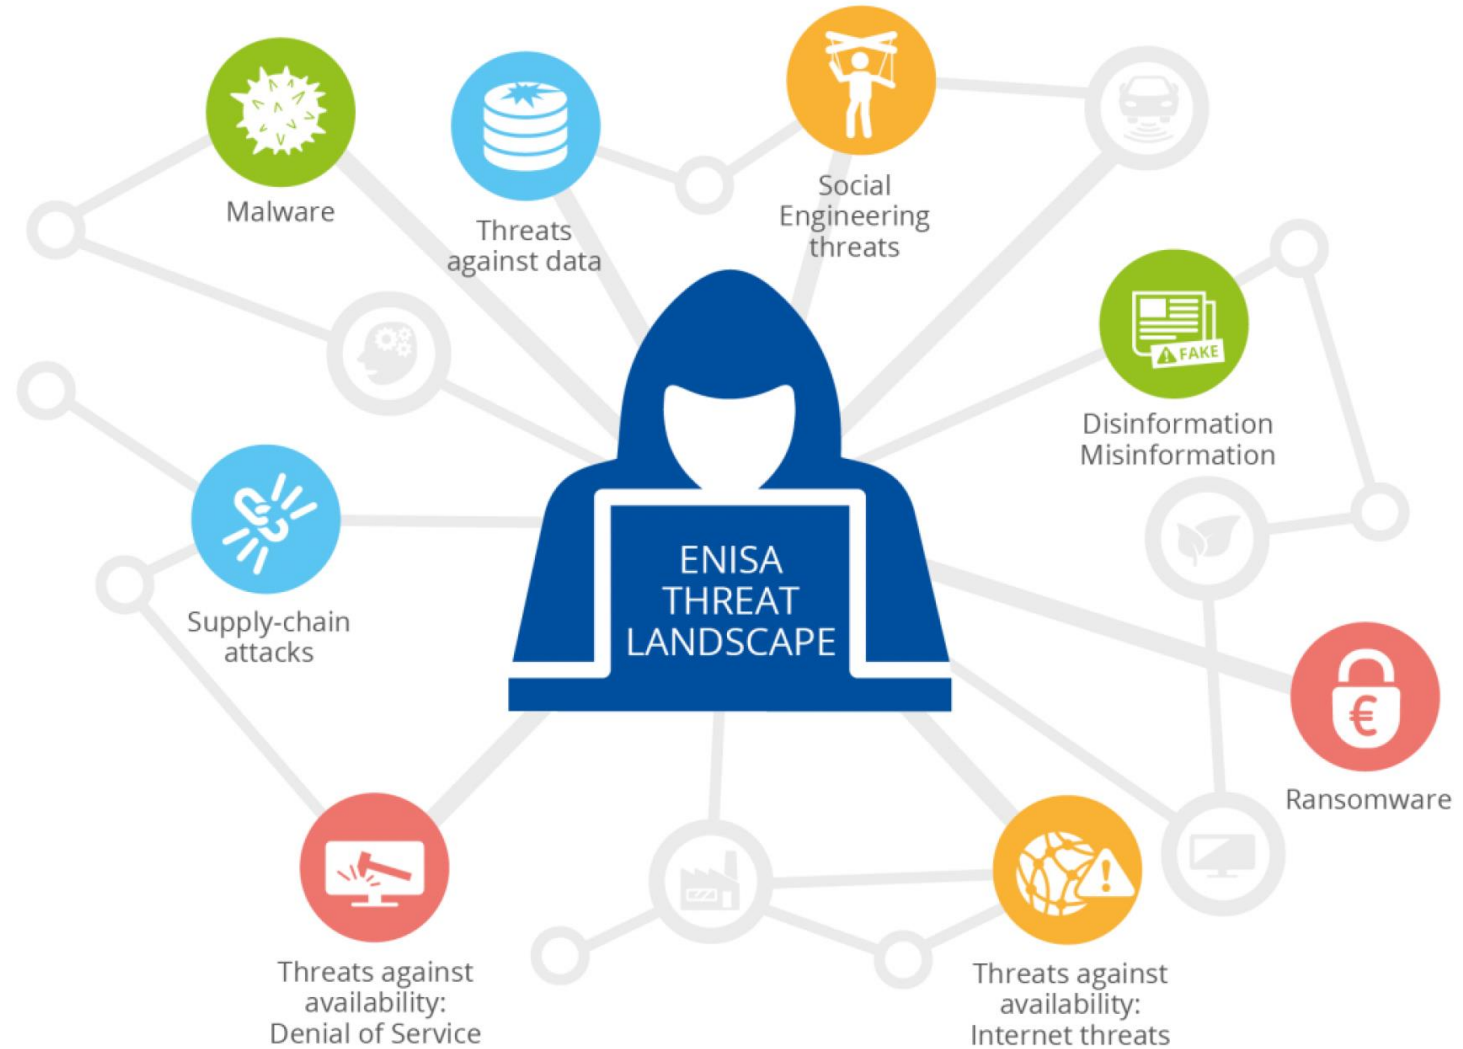 Malware
Threats
against data
Social
Engineering
threats
FAKE
Disinformation
Misinformation
ENISA
THREAT
LANDSCAPE
Supply-chain
attacks
€
Ransomware
Threats against
availability:
Denial of Service
Threats against
availability:
Internet threats